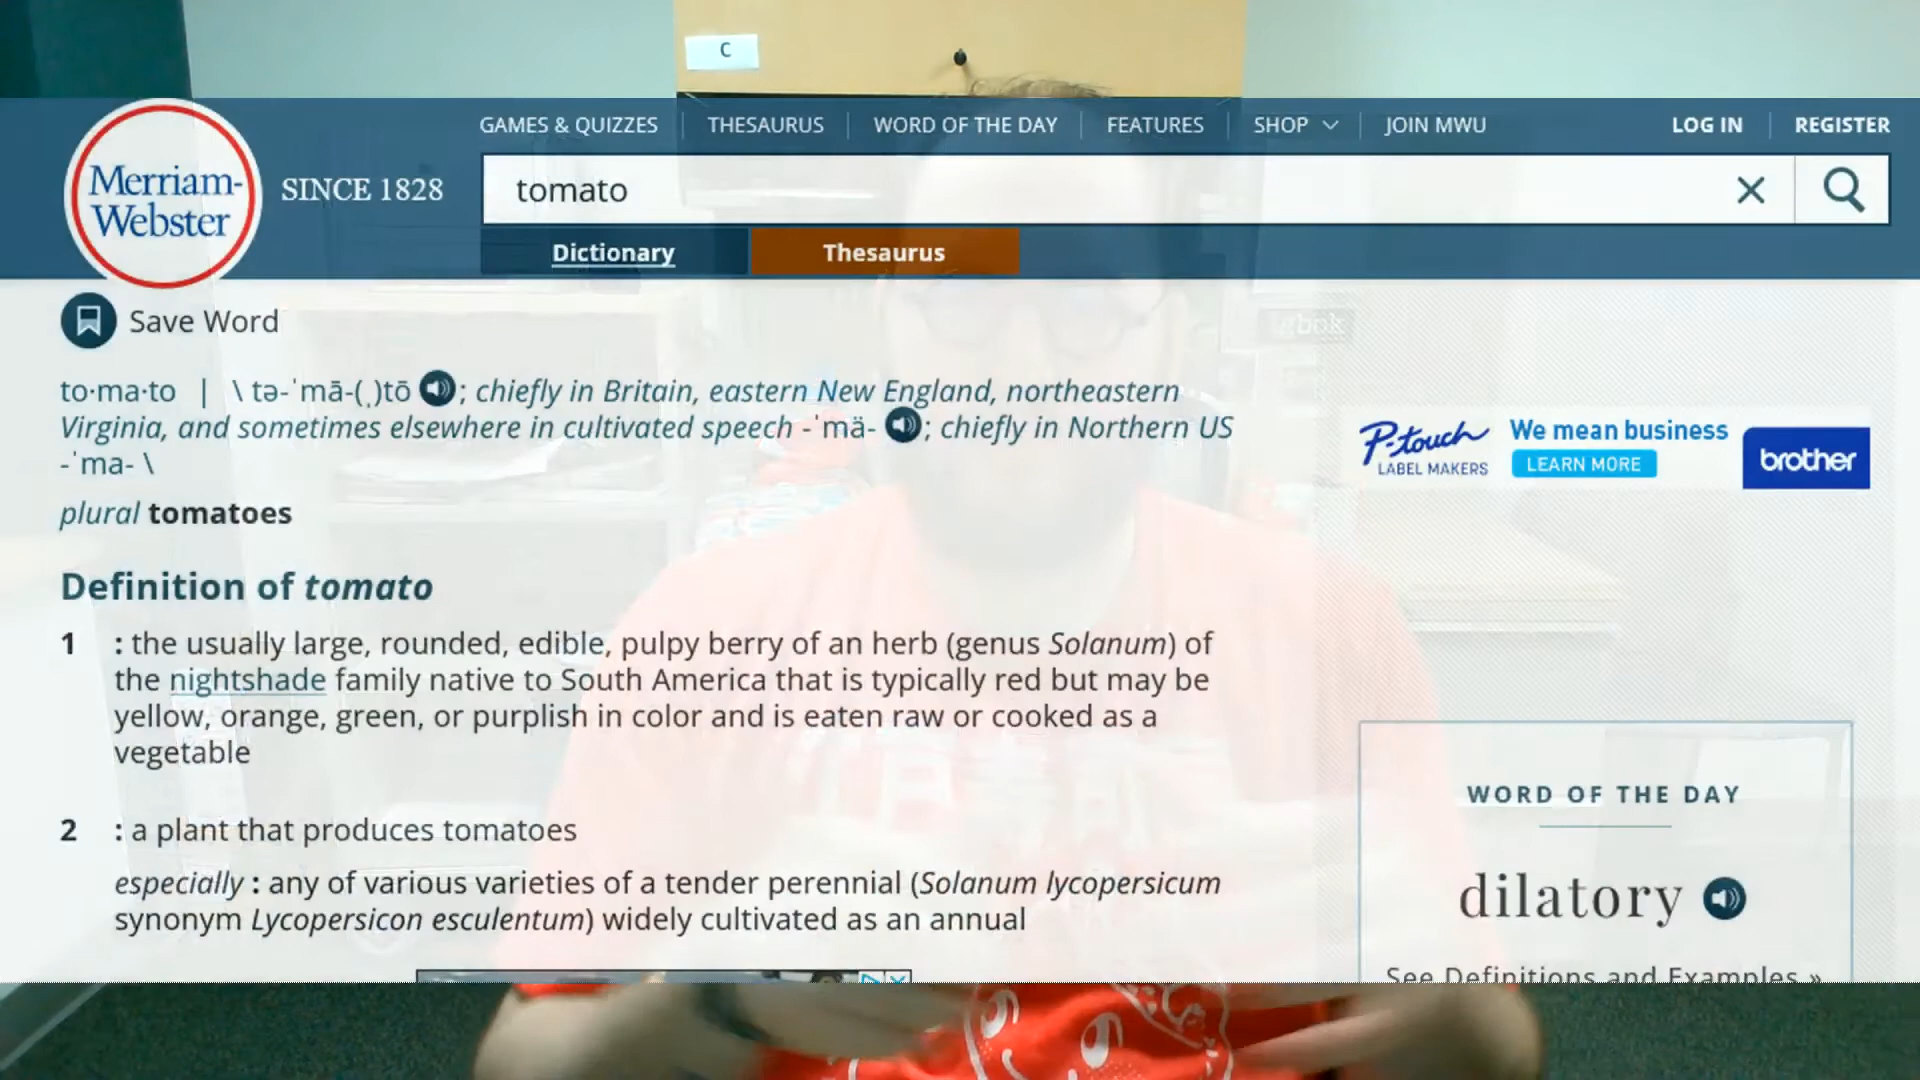 C
GAMES & QUIZZES
THESAURUS
WORD OF THE DAY
FEATURES
SHOP
JOIN MWU
LOG IN
REGISTER
Merriam-
Webster
SINCE 1828
tomato
Dictionary
Thesaurus
Save Word
to·ma·to | \ tə-ˈmā-(ˌ)tō ; chiefly in Britain, eastern New England, northeastern
Virginia, and sometimes elsewhere in cultivated speech -ˈmä- ; chiefly in Northern US
-ˈma- \
plural tomatoes
Definition of tomato
1 : the usually large, rounded, edible, pulpy berry of an herb (genus Solanum) of
the nightshade family native to South America that is typically red but may be
yellow, orange, green, or purplish in color and is eaten raw or cooked as a
vegetable
2 : a plant that produces tomatoes
especially : any of various varieties of a tender perennial (Solanum lycopersicum
synonym Lycopersicon esculentum) widely cultivated as an annual
P-touch
LABEL MAKERS
We mean business
LEARN MORE
brother
WORD OF THE DAY
dilatory
See Definitions and Examples »